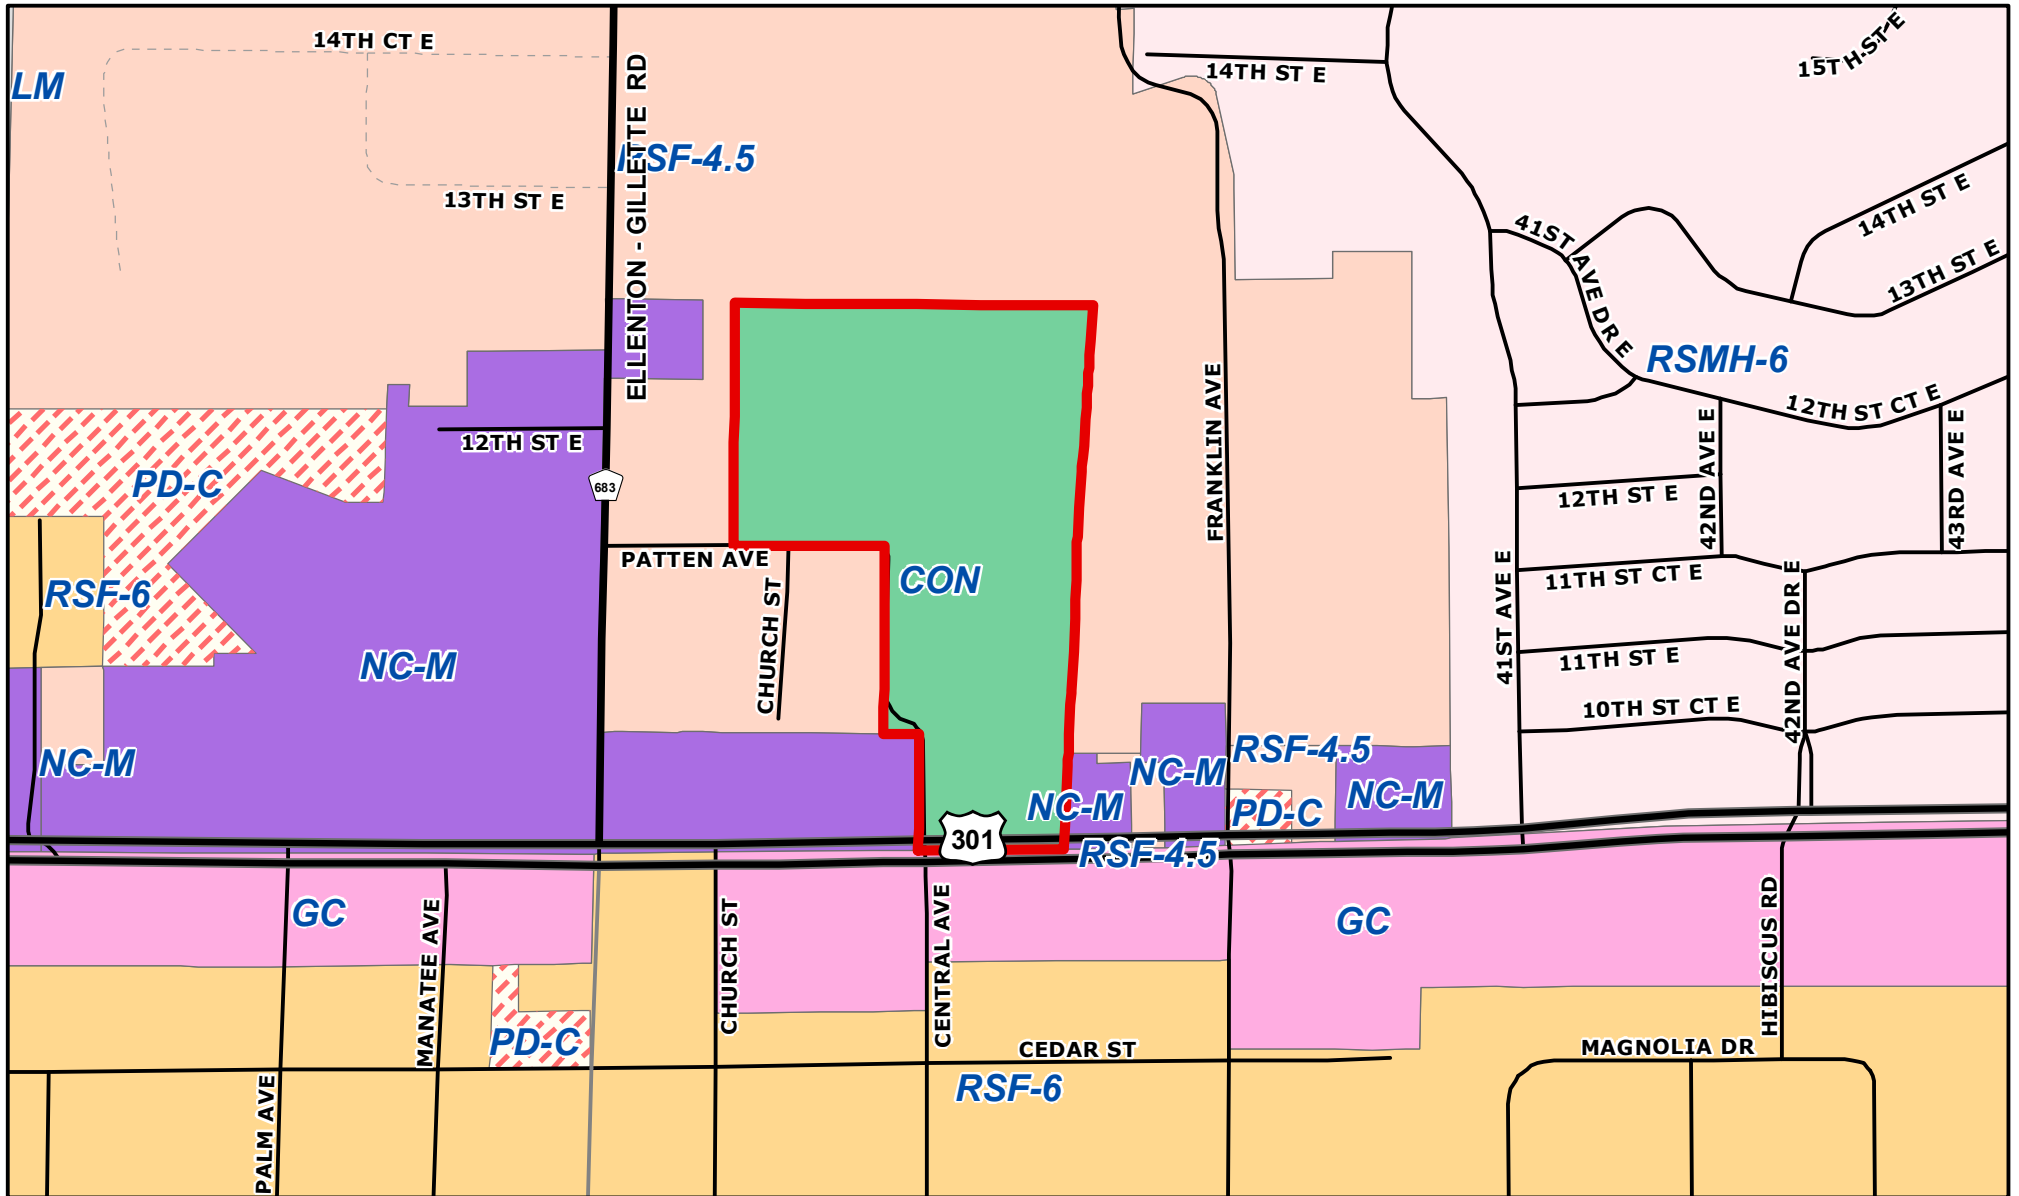 14TH CT E
LM
ELLENTON - GILLETTE RD
14TH ST E
15TH ST E
RSF-4.5
13TH ST E
14TH ST E
41ST AVE DR E
13TH ST E
RSMH-6
12TH ST CT E
12TH ST E
PD-C
683
FRANKLIN AVE
42ND AVE E
43RD AVE E
12TH ST E
PATTEN AVE
CON
RSF-6
CHURCH ST
41ST AVE E
11TH ST CT E
42ND AVE DR E
NC-M
11TH ST E
10TH ST CT E
NC-M
RSF-4.5
NC-M
NC-M
NC-M
PD-C
301
RSF-4.5
GC
MANATEE AVE
CHURCH ST
CENTRAL AVE
GC
HIBISCUS RD
PD-C
CEDAR ST
MAGNOLIA DR
RSF-6
PALM AVE